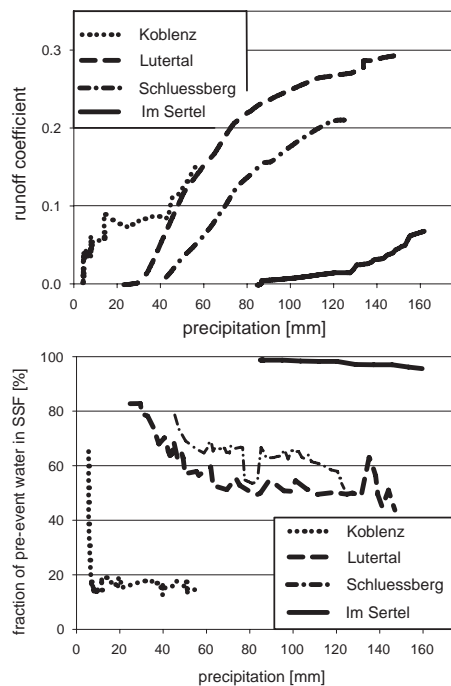 Koblenz
Lutertal
Schluessberg
Im Sertel
runoff coefficient
0.3
0.2
0.1
0.0
0 20 40 60 80 100 120 140 160
precipitation [mm]
fraction of pre-event water in SSF [%]
100
80
60
40
20
0
Koblenz
Lutertal
Schluessberg
Im Sertel
0 20 40 60 80 100 120 140 160
precipitation [mm]